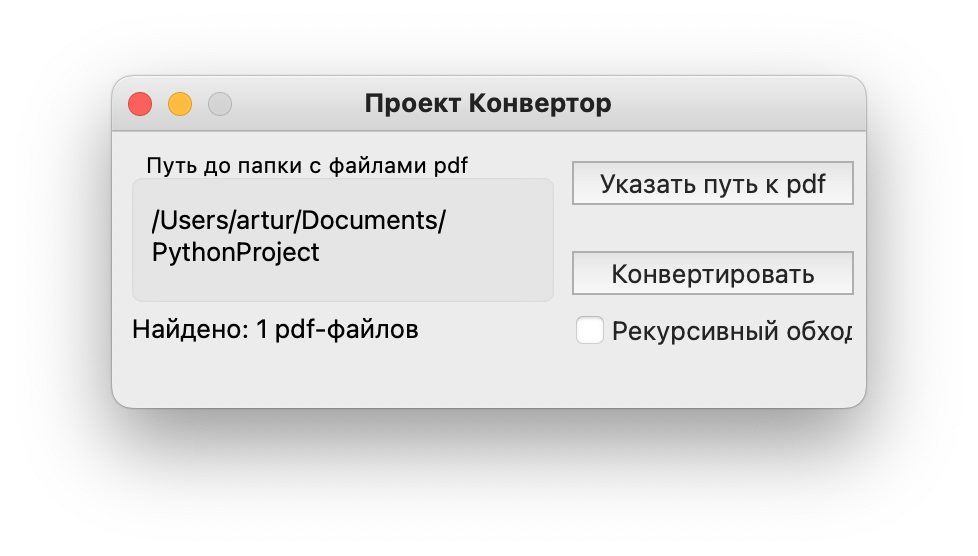 Проект Конвертор
Путь до папки с файлами pdf
/Users/artur/Documents/
PythonProject
Найдено: 1 pdf-файлов
Указать путь к pdf
Конвертировать
Рекурсивный обход